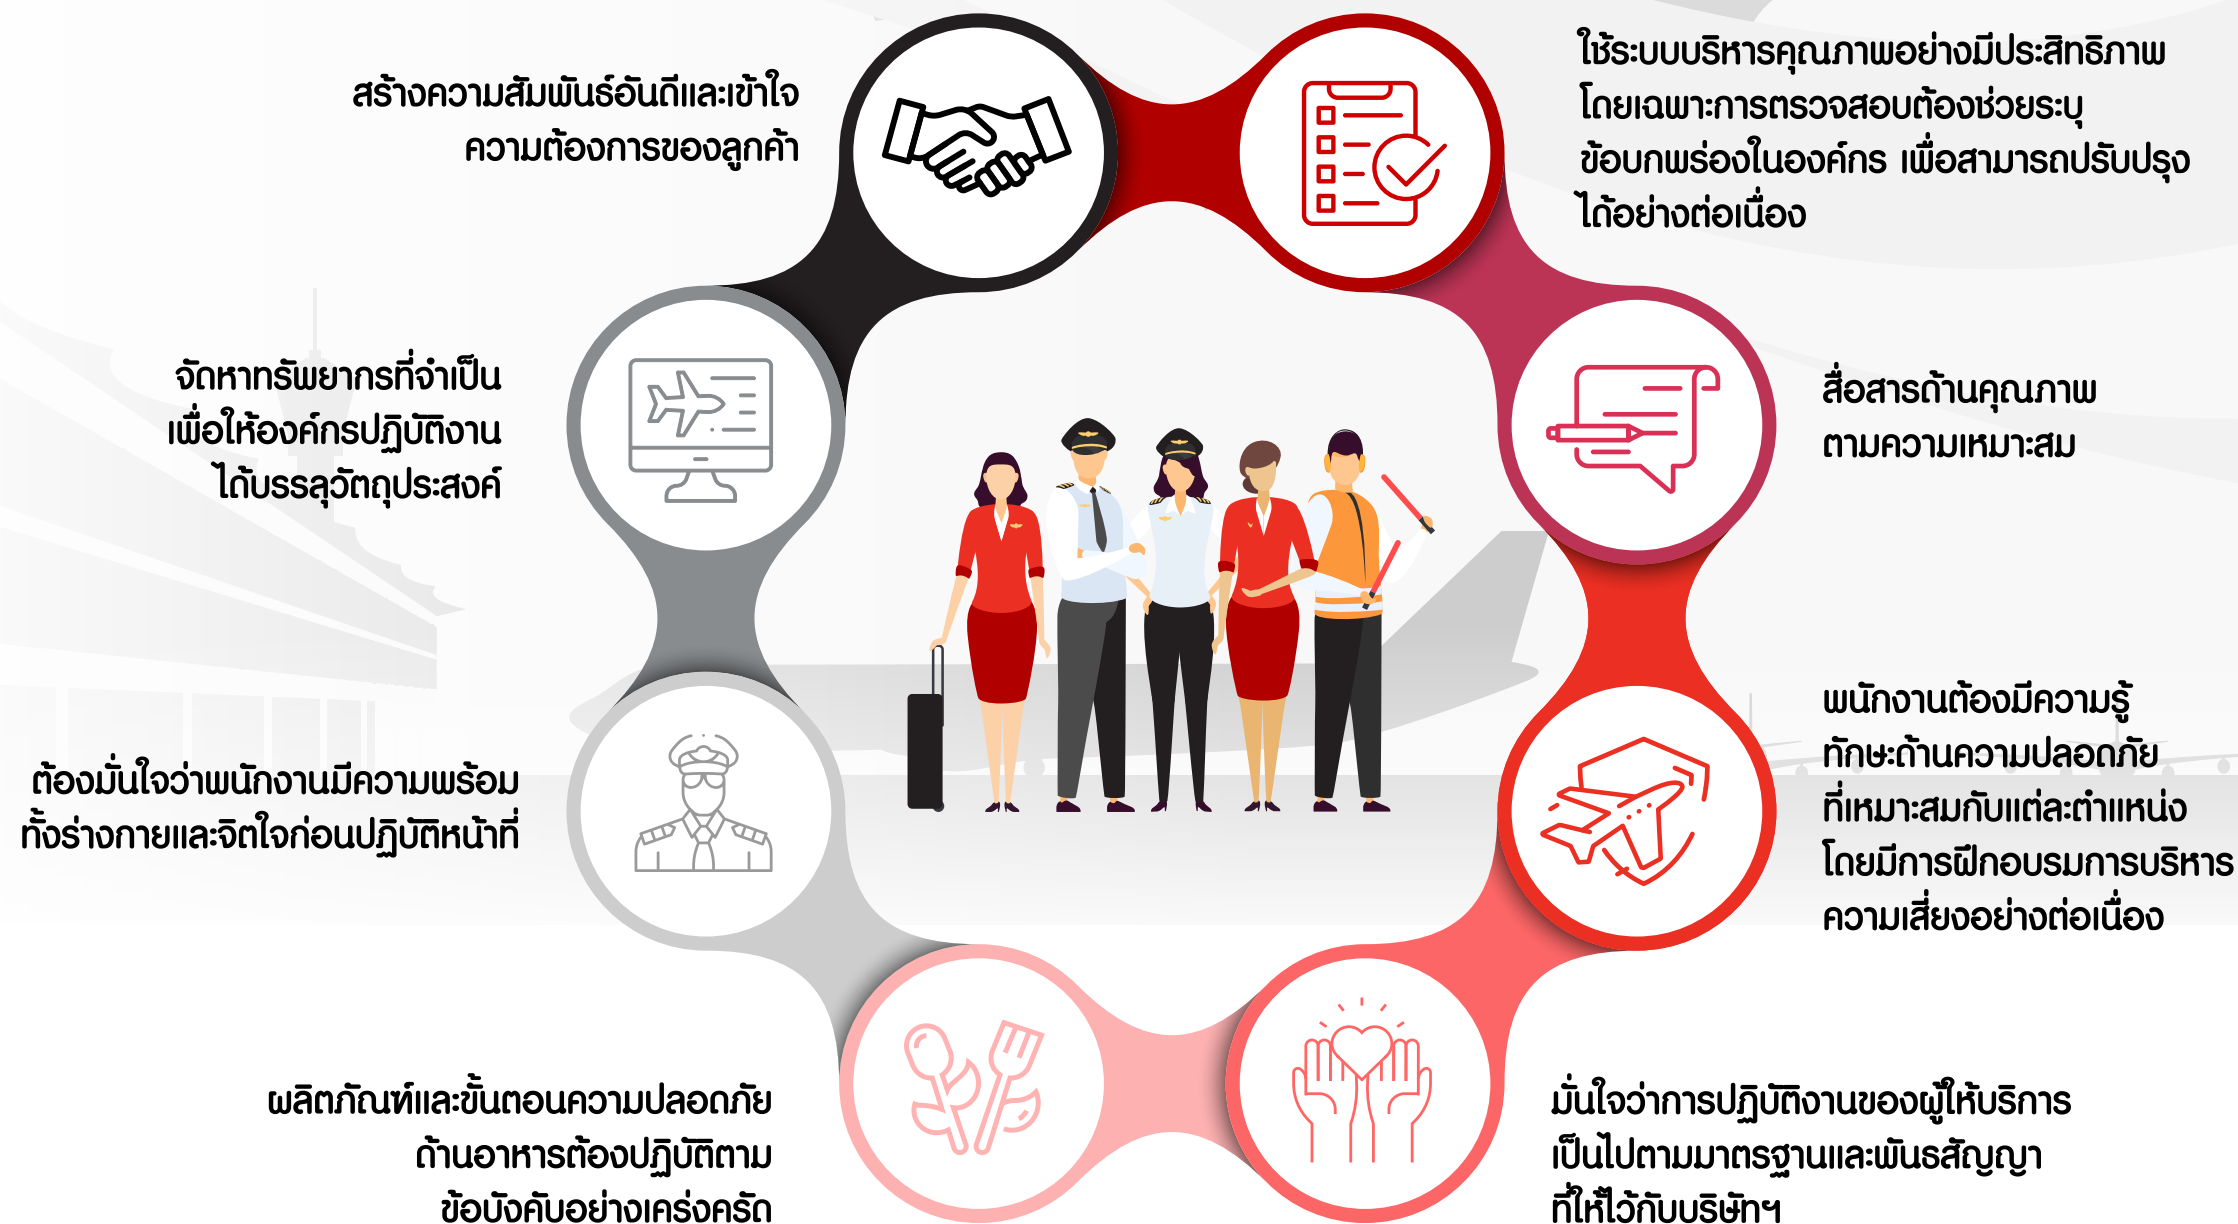 สร้างความสัมพันธ์อันดีและเข้าใจ
ความต้องการของลูกค้า
ใช้ระบบบริหารคุณภาพอย่างมีประสิทธิภาพ
โดยเฉพาะการตรวจสอบต้องช่วยระบุ
ข้อบกพร่องในองค์กร เพื่อสามารถปรับปรุง
ได้อย่างต่อเนื่อง
จัดหาทรัพยากรที่จำเป็น
เพื่อให้องค์กรปฏิบัติงาน
ได้บรรลุวัตถุประสงค์
สื่อสารด้านคุณภาพ
ตามความเหมาะสม
ต้องมั่นใจว่าพนักงานมีความพร้อม
ทั้งร่างกายและจิตใจก่อนปฏิบัติหน้าที่
พนักงานต้องมีความรู้
ทักษะด้านความปลอดภัย
ที่เหมาะสมกับแต่ละตำแหน่ง
โดยมีการฝึกอบรมการบริหาร
ความเสี่ยงอย่างต่อเนื่อง
ผลิตภัณฑ์และขั้นตอนความปลอดภัย
ด้านอาหารต้องปฏิบัติตาม
ข้อบังคับอย่างเคร่งครัด
มั่นใจว่าการปฏิบัติงานของผู้ให้บริการ
เป็นไปตามมาตรฐานและพันธสัญญา
ที่ให้ไว้กับบริษัทฯ